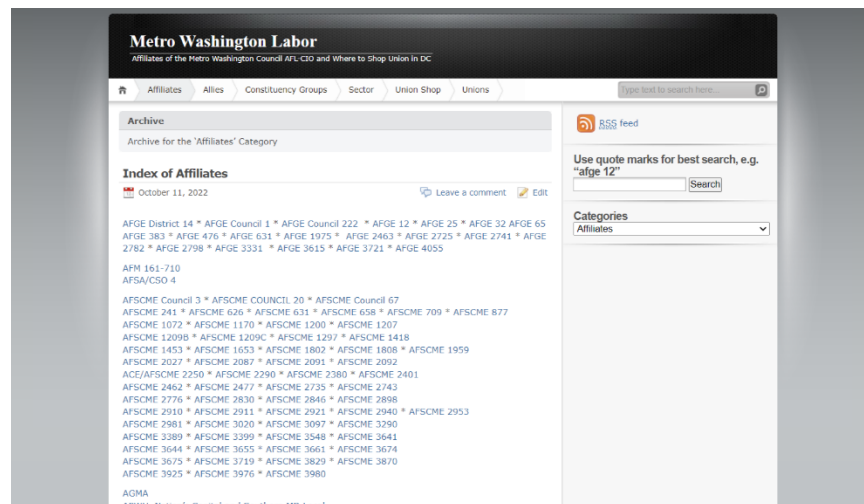 Metro Washington Labor
Affiliates of the Metro Washington Council AFL-CIO and Where to Shop Union in DC
Affiliates
Allies
Constituency Groups
Sector
Union Shop
Unions
Type text to search here...
Archive
Archive for the 'Affiliates' Category
Index of Affiliates
October 11, 2022
Leave a comment
Edit
AFGE District 14 * AFGE Council 1 * AFGE Council 222 * AFGE 12 * AFGE 25 * AFGE 32 AFGE 65
AFGE 383 * AFGE 476 * AFGE 631 * AFGE 1975 * AFGE 2463 * AFGE 2725 * AFGE 2741 * AFGE
2782 * AFGE 2798 * AFGE 3331 * AFGE 3615 * AFGE 3721 * AFGE 4055
AFM 161-710
AFSA/CSO 4
AFSCME Council 3 * AFSCME COUNCIL 20 * AFSCME Council 67
AFSCME 241 * AFSCME 626 * AFSCME 631 * AFSCME 658 * AFSCME 709 * AFSCME 877
AFSCME 1072 * AFSCME 1170 * AFSCME 1200 * AFSCME 1207
AFSCME 1209B * AFSCME 1209C * AFSCME 1297 * AFSCME 1418
AFSCME 1453 * AFSCME 1653 * AFSCME 1802 * AFSCME 1808 * AFSCME 1959
AFSCME 2027 * AFSCME 2087 * AFSCME 2091 * AFSCME 2092
ACE/AFSCME 2250 * AFSCME 2290 * AFSCME 2380 * AFSCME 2401
AFSCME 2462 * AFSCME 2477 * AFSCME 2735 * AFSCME 2743
AFSCME 2776 * AFSCME 2830 * AFSCME 2846 * AFSCME 2898
AFSCME 2910 * AFSCME 2911 * AFSCME 2921 * AFSCME 2940 * AFSCME 2953
AFSCME 2981 * AFSCME 3020 * AFSCME 3097 * AFSCME 3290
AFSCME 3389 * AFSCME 3399 * AFSCME 3548 * AFSCME 3641
AFSCME 3644 * AFSCME 3655 * AFSCME 3661 * AFSCME 3674
AFSCME 3675 * AFSCME 3719 * AFSCME 3829 * AFSCME 3870
AFSCME 3925 * AFSCME 3976 * AFSCME 3980
AGMA
RSS feed
Use quote marks for best search, e.g.
"afge 12"
Search
Categories
Affiliates